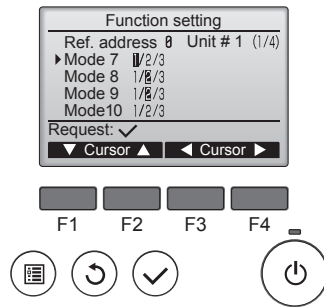 Function setting
Ref. address 0 Unit # 1 (1/4)
Mode 7 1/2/3
Mode 8 1/2/3
Mode 9 1/2/3
Mode10 1/2/3
Request: ✓
▼ Cursor ▲ ◀ Cursor ▶
F1 F2 F3 F4